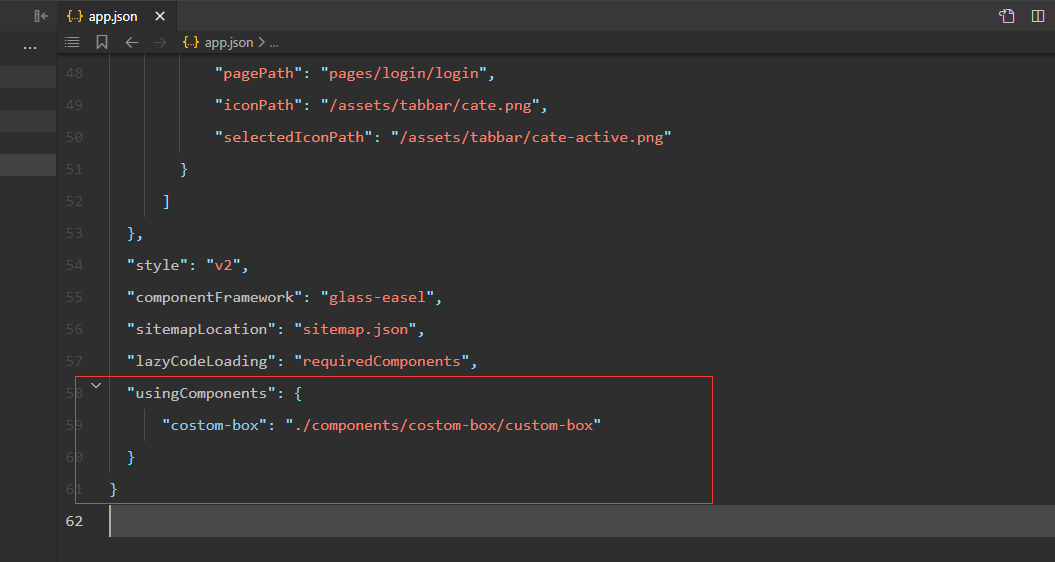 {..} app.json ×
... {..} app.json > ...
48 "pagePath": "pages/login/login",
49 "iconPath": "/assets/tabbar/cate.png",
50 "selectedIconPath": "/assets/tabbar/cate-active.png"
51 }
52 ]
53 },
54 "style": "v2",
55 "componentFramework": "glass-easel",
56 "sitemapLocation": "sitemap.json",
57 "lazyCodeLoading": "requiredComponents",
58 "usingComponents": {
59 "costom-box": "./components/costom-box/custom-box"
60 }
61 }
62